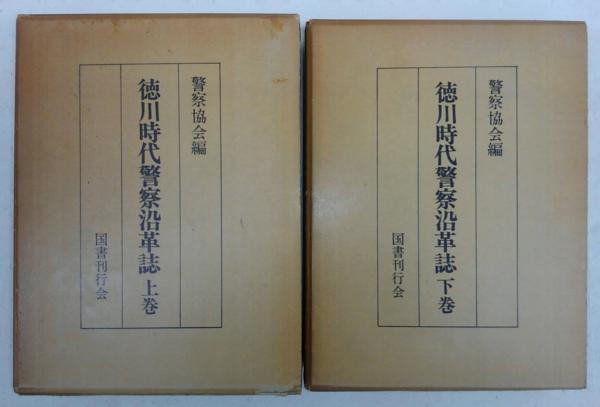 警察協会編
徳川時代警察沿革誌 上巻
国書刊行会
警察協会編
徳川時代警察沿革誌 下巻
国書刊行会